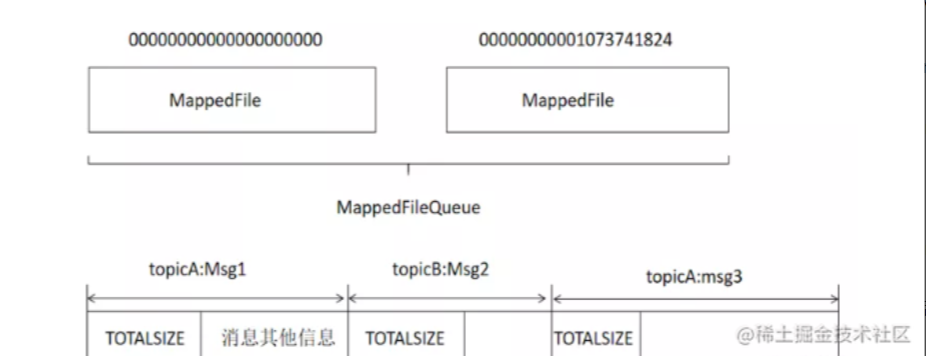 00000000000000000000 00000000001073741824
MappedFile MappedFile
MappedFileQueue
topicA:Msg1 topicB:Msg2 topicA:msg3
TOTALSIZE 消息其他信息 TOTALSIZE TOTALSIZE
@稀土掘金技术社区